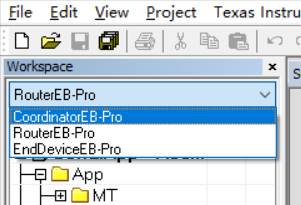 File Edit View Project Texas Instru
Workspace
RouterEB-Pro
CoordinatorEB-Pro
RouterEB-Pro
EndDeviceEB-Pro
App
MT